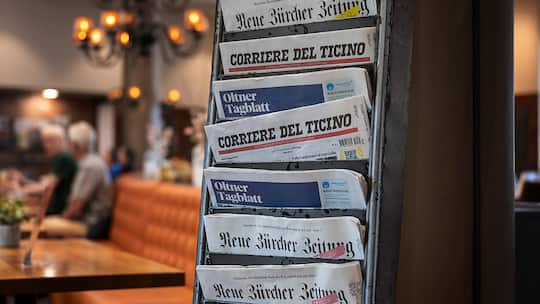 Neue Zürcher Zeitung
CORRIERE DEL TICINO
Oltner
Tagblatt
CORRIERE DEL TICINO
Oltner
Tagblatt
Neue Zürcher Zeitung
Neue Zürcher Zeitung